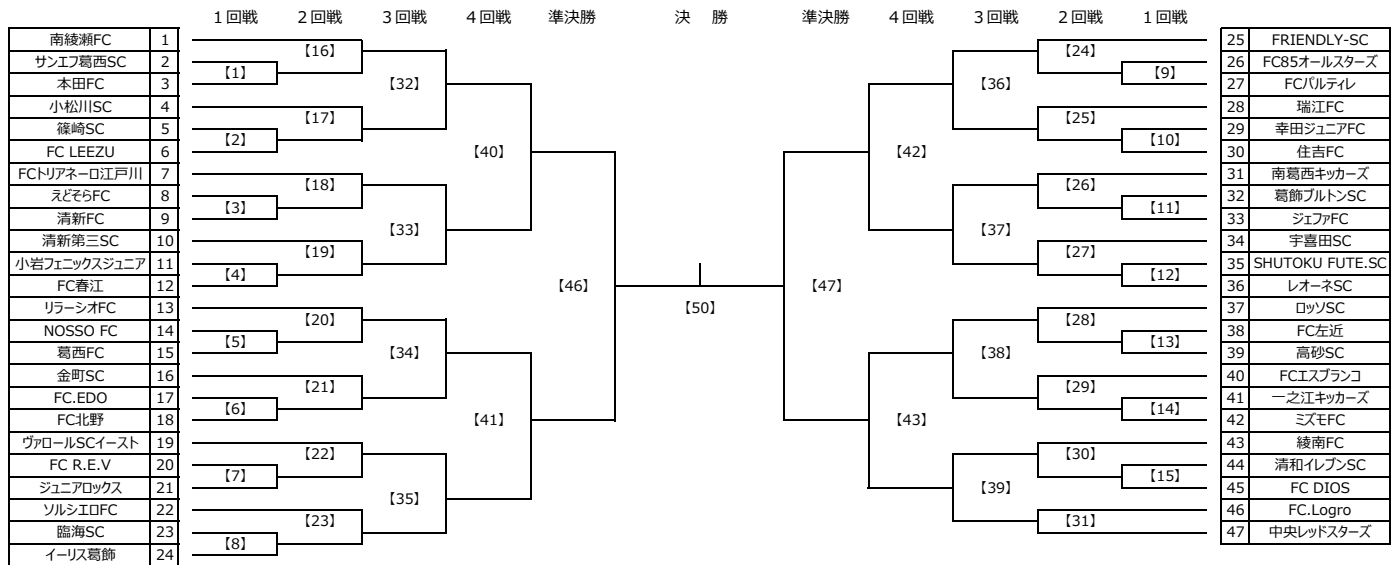 1回戦 2回戦 3回戦 4回戦 準決勝 決 勝 準決勝 4回戦 3回戦 2回戦 1回戦
南綾瀬FC 1
サンエフ葛西SC 2
本田FC 3
小松川SC 4
篠崎SC 5
FC LEEZU 6
FCトリアネーロ江戸川 7
えどそらFC 8
清新FC 9
清新第三SC 10
小岩フェニックスジュニア 11
FC春江 12
リラーシオFC 13
NOSSO FC 14
葛西FC 15
金町SC 16
FC.EDO 17
FC北野 18
ヴァロールSCイースト 19
FC R.E.V 20
ジュニアロックス 21
ソルシエロFC 22
臨海SC 23
イーリス葛飾 24
【1】
【2】
【3】
【4】
【5】
【6】
【7】
【8】
【16】
【17】
【18】
【19】
【20】
【21】
【22】
【23】
【32】
【33】
【34】
【35】
【40】
【41】
【46】
【50】
【47】
【42】
【43】
【36】
【37】
【38】
【39】
【24】
【25】
【26】
【27】
【28】
【29】
【30】
【31】
【9】
【10】
【11】
【12】
【13】
【14】
【15】
25 FRIENDLY-SC
26 FC85オールスターズ
27 FCパルティレ
28 瑞江FC
29 幸田ジュニアFC
30 住吉FC
31 南葛西キッカーズ
32 葛飾ブルトンSC
33 ジェファFC
34 宇喜田SC
35 SHUTOKU FUTE.SC
36 レオーネSC
37 ロッソSC
38 FC左近
39 高砂SC
40 FCエスブランコ
41 一之江キッカーズ
42 ミズモFC
43 綾南FC
44 清和イレブンSC
45 FC DIOS
46 FC.Logro
47 中央レッドスターズ